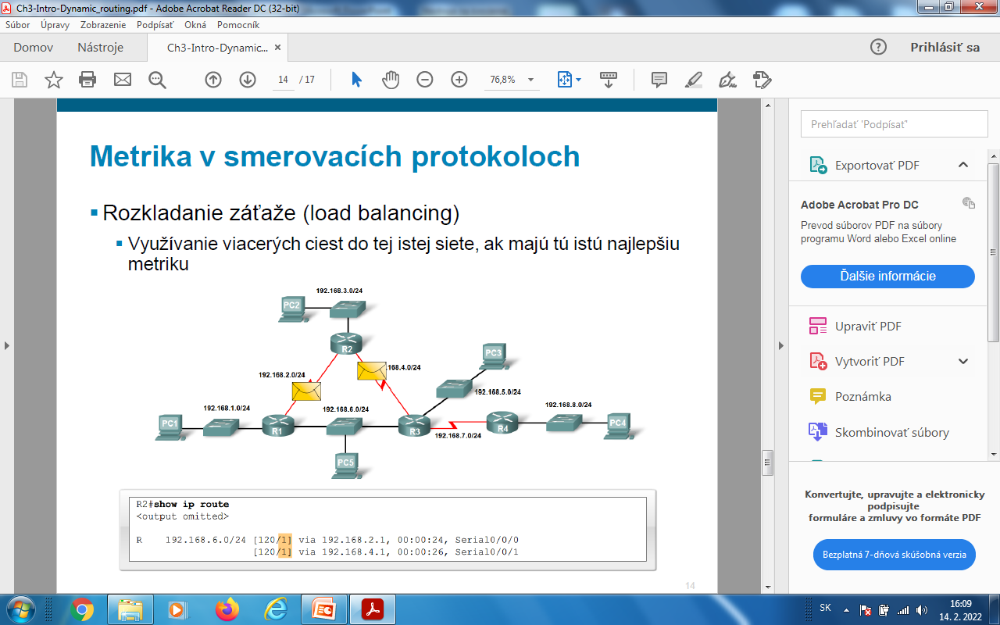 Ch3-Intro-Dynamic_routing.pdf - Adobe Acrobat Reader DC (32-bit)
Súbor Úpravy Zobrazenie Podpísať Okná Pomocník
Domov Nástroje Ch3-Intro-Dynamic... Prihlásiť sa
14 / 17 76,8%
Metrika v smerovacích protokoloch
Rozkladanie záťaže (load balancing)
Využívanie viacerých ciest do tej istej siete, ak majú tú istú najlepšiu
metriku
192.168.3.0/24
PC2
R2
192.168.2.0/24
.168.4.0/24
PC3
192.168.5.0/24
192.168.1.0/24
192.168.6.0/24
192.168.8.0/24
PC1
R1
R3
R4
PC4
192.168.7.0/24
PC5
R2#show ip route
<output omitted>
R 192.168.6.0/24 [120/1] via 192.168.2.1, 00:00:24, Serial0/0/0
[120/1] via 192.168.4.1, 00:00:26, Serial0/0/1
14
Prehľadať 'Podpísať'
Exportovať PDF
Adobe Acrobat Pro DC
Prevod súborov PDF na súbory
programu Word alebo Excel online
Ďalšie informácie
Upraviť PDF
Vytvoriť PDF
Poznámka
Skombinovať súbory
Konvertujte, upravujte a elektronicky
podpisujte
formuláre a zmluvy vo formáte PDF
Bezplatná 7-dňová skúšobná verzia
SK
16:09
14. 2. 2022